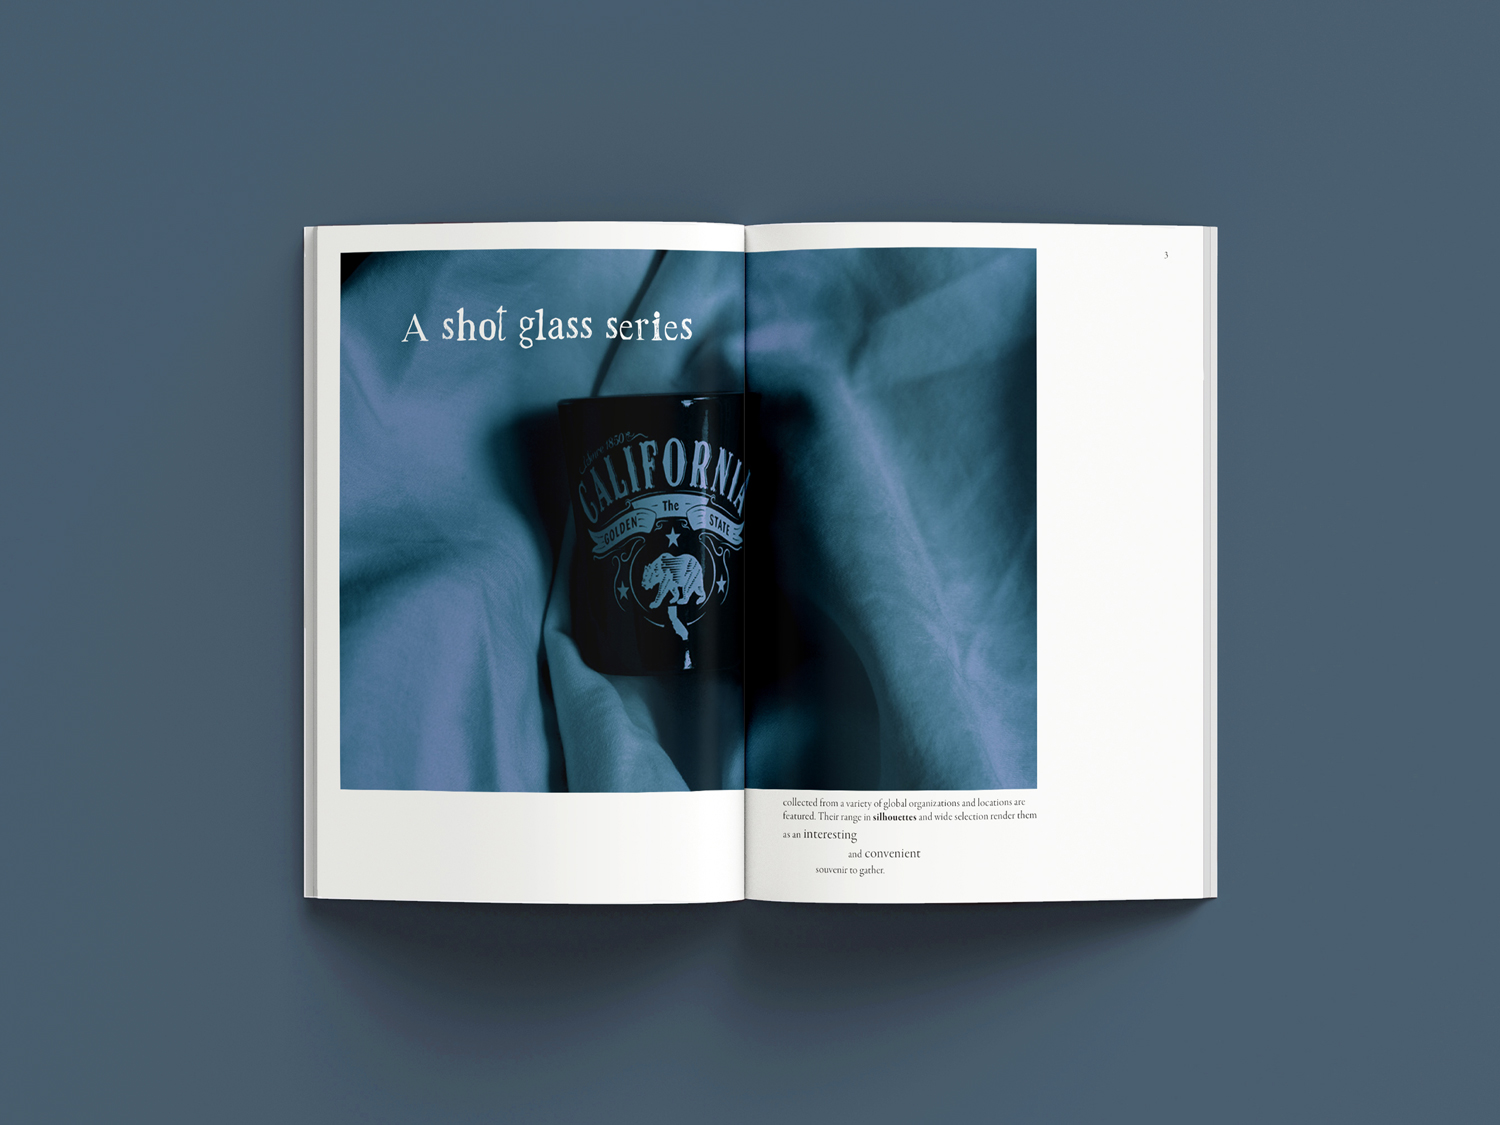 3
A shot glass series
1850
CALIFORNIA
The
GOLDEN STATE
collected from a variety of global organizations and locations are
featured. Their range in silhouettes and wide selection render them
as an interesting
and convenient
souvenir to gather.